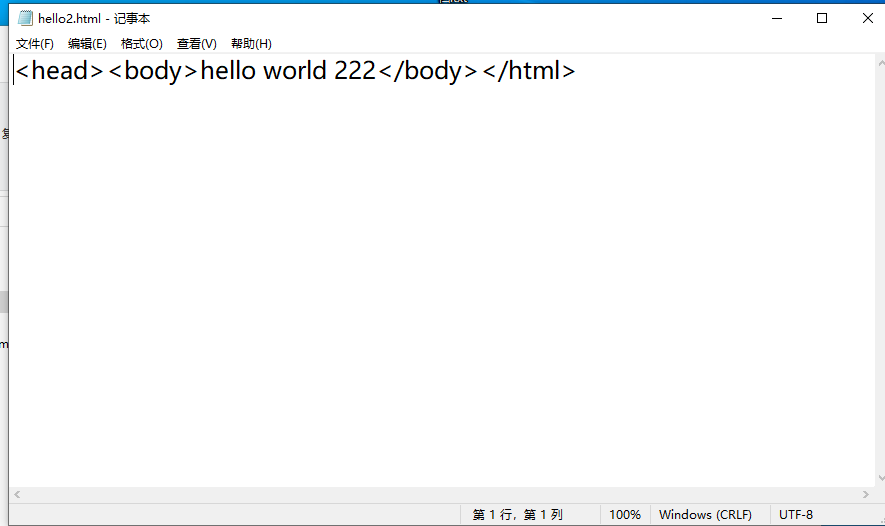 hello2.html - 记事本
文件(F) 编辑(E) 格式(O) 查看(V) 帮助(H)
<head><body>hello world 222</body></html>
第 1 行，第 1 列 100% Windows (CRLF) UTF-8